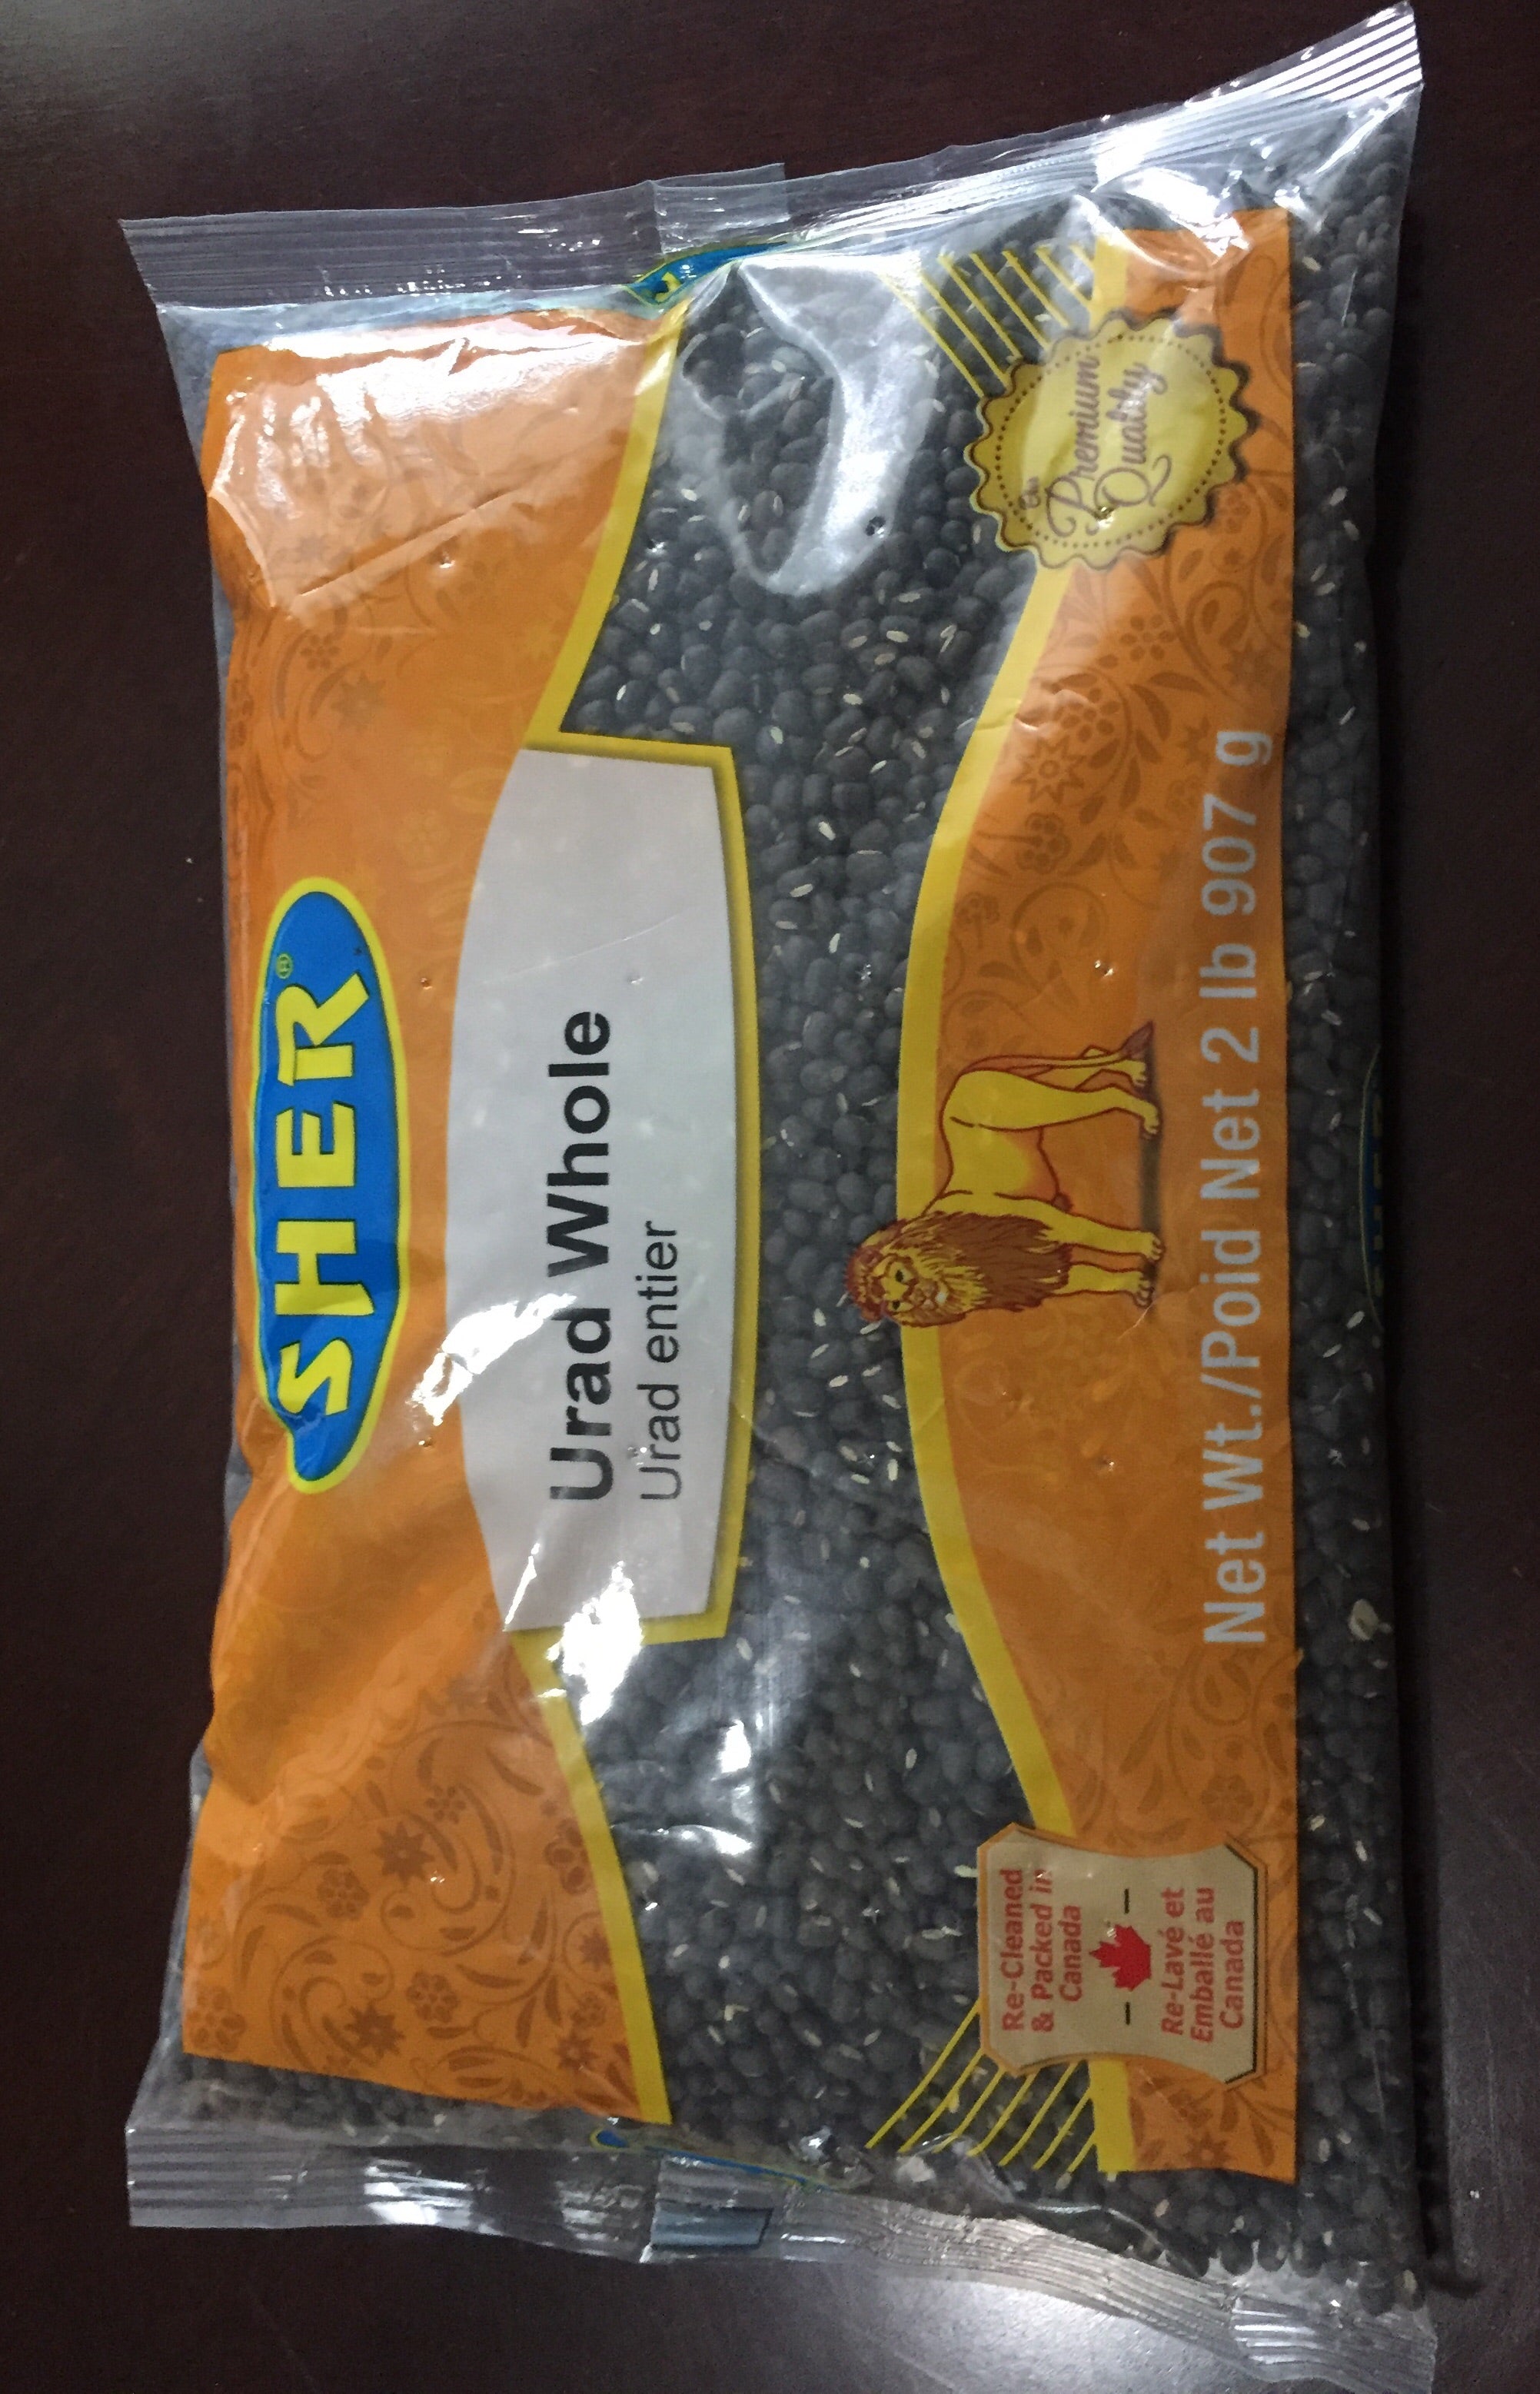 SHER®
Urad Whole
Urad entier
Premium
Quality
Re-Cleaned
& Packed in
Canada
Re-Lavé et
Emballé au
Canada
Net Wt./Poid Net 2 lb 907 g